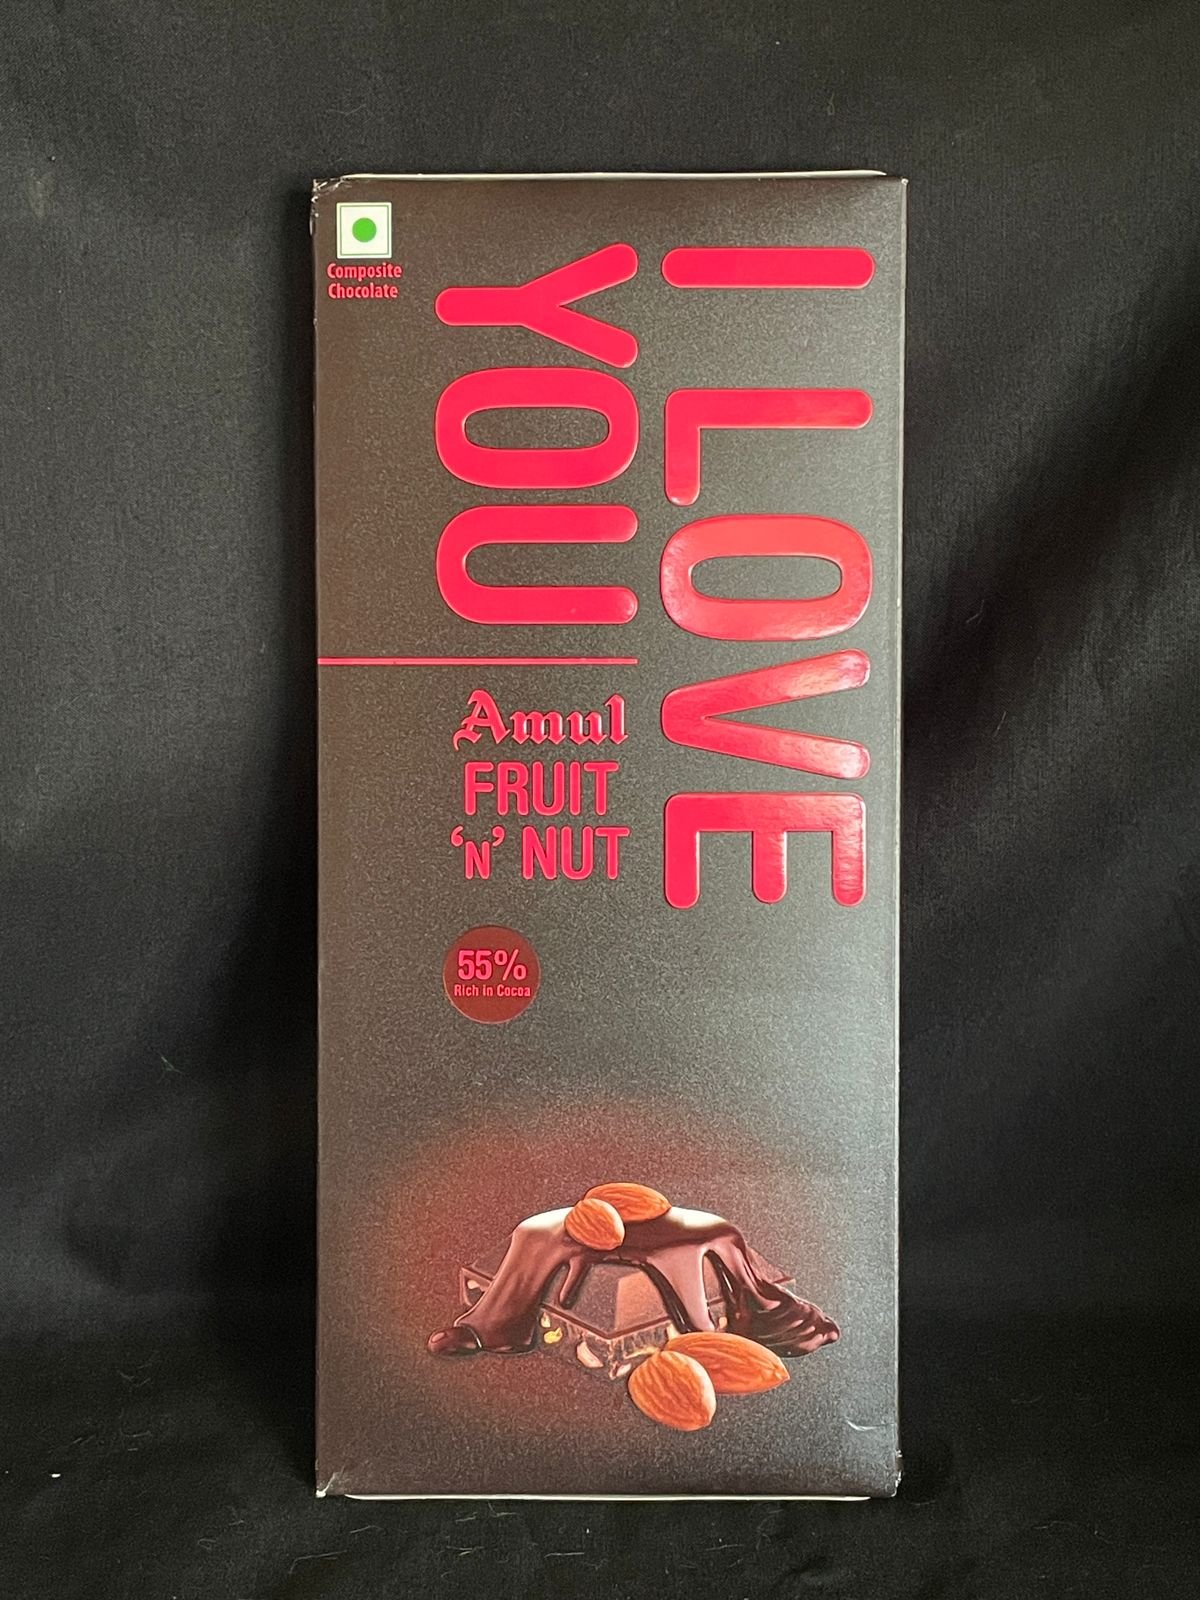 Composite
Chocolate
I LOVE
YOU
Amul
FRUIT
'N' NUT
55%
Rich in Cocoa